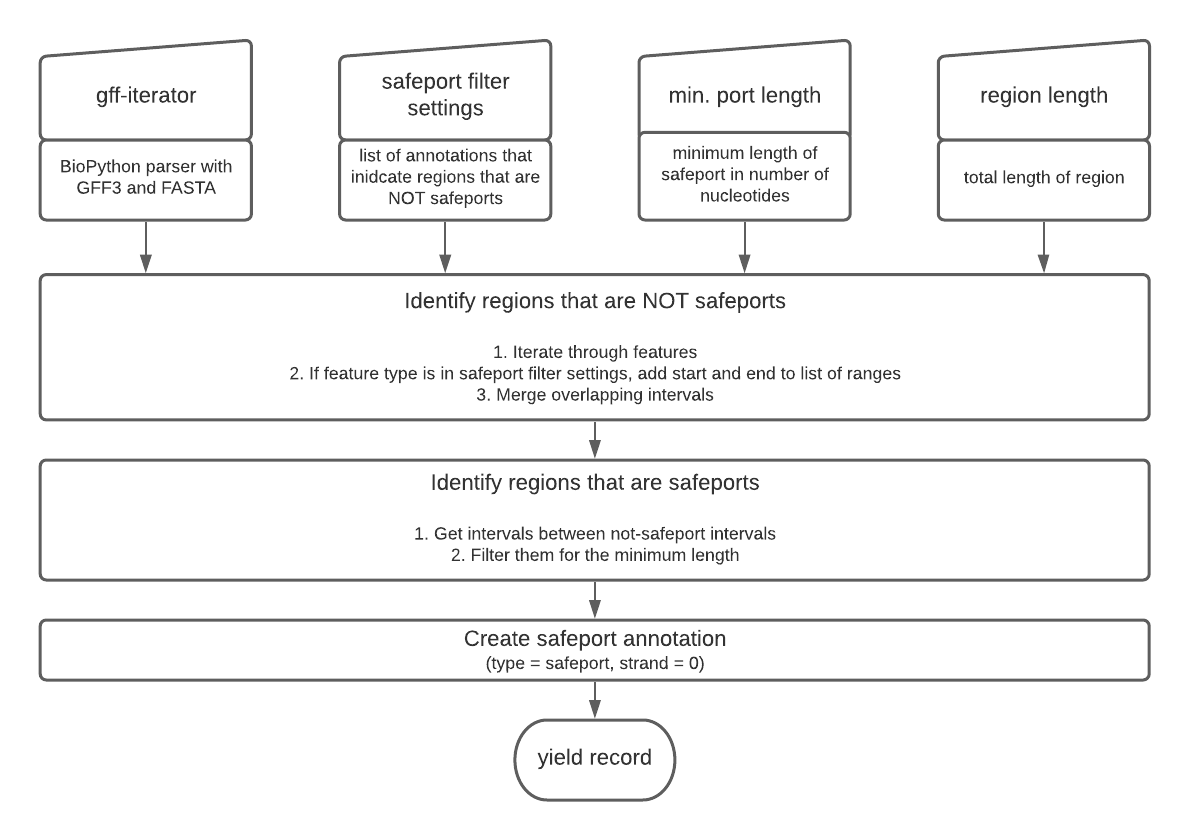 gff-iterator
BioPython parser with
GFF3 and FASTA
safeport filter
settings
list of annotations that
inidcate regions that are
NOT safeports
min. port length
minimum length of
safeport in number of
nucleotides
region length
total length of region
Identify regions that are NOT safeports
1. Iterate through features
2. If feature type is in safeport filter settings, add start and end to list of ranges
3. Merge overlapping intervals
Identify regions that are safeports
1. Get intervals between not-safeport intervals
2. Filter them for the minimum length
Create safeport annotation
(type = safeport, strand = 0)
yield record